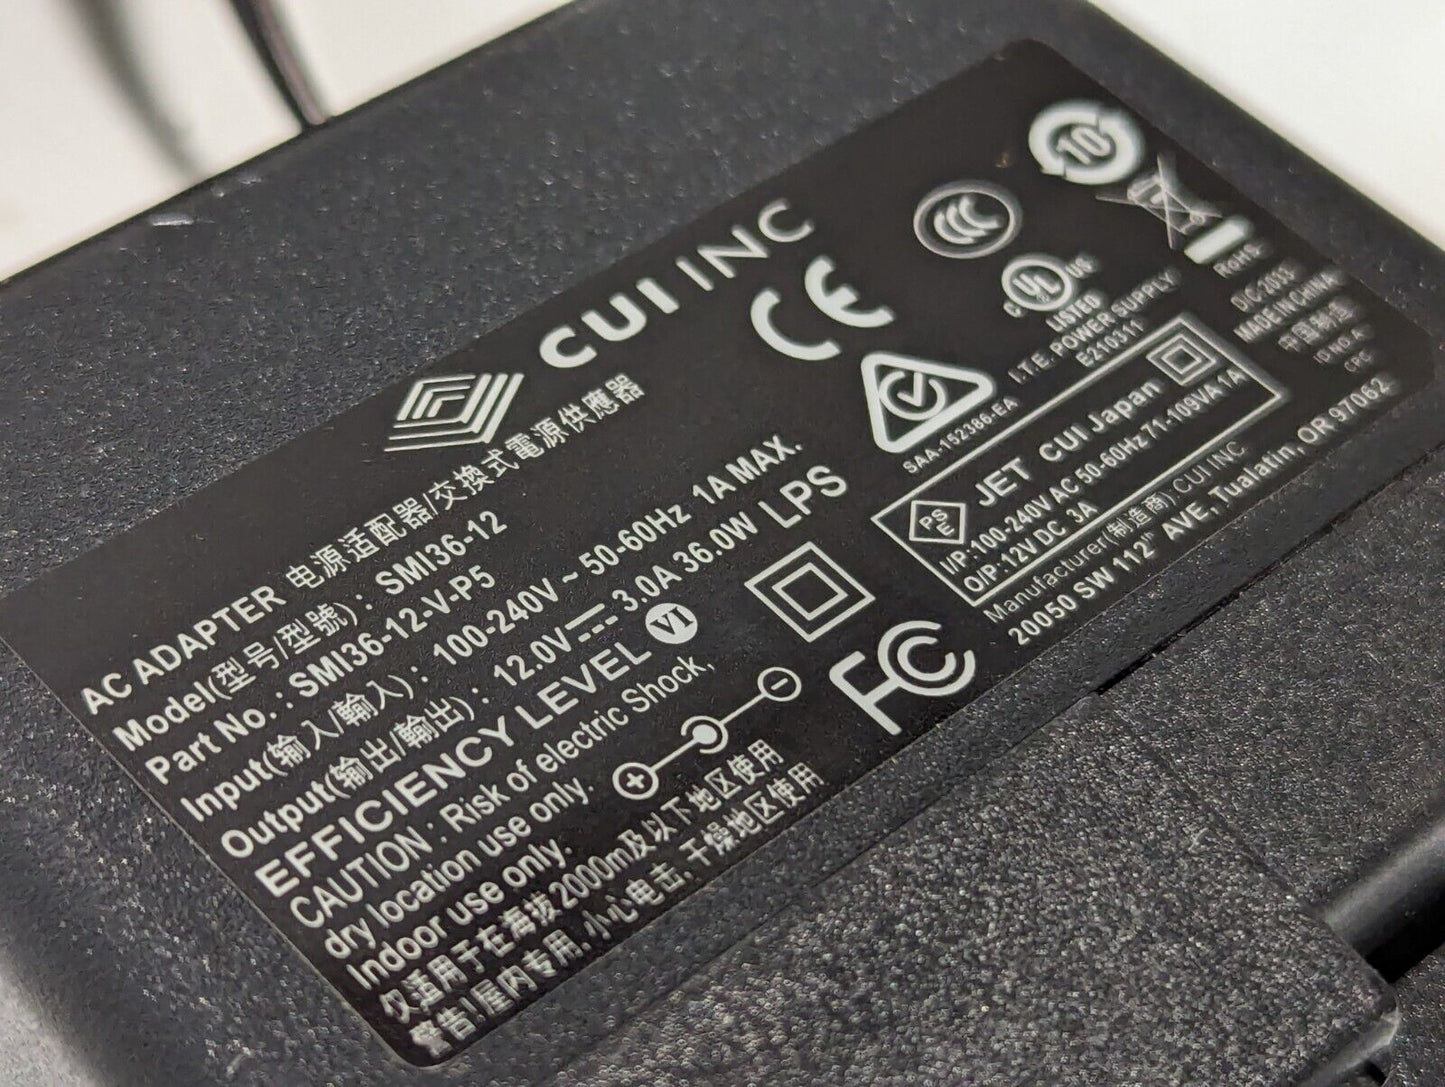 CUI INC
AC ADAPTER 电源适配器/交換式電源供應器
Model(型号/型號) : SMI36-12
Part No. : SMI36-12-V-P5
Input(输入/輸入) : 100-240V ~ 50-60Hz 1A MAX.
Output(输出/輸出) : 12.0V⎓3.0A 36.0W LPS
EFFICIENCY LEVEL VI
CAUTION : Risk of electric Shock,
dry location use only.
Indoor use only.
仅适用于在海拔2000m及以下地区使用
警告!屋内专用,小心电击,干燥地区使用
+ -
CE
FC
SAA-152386-EA
CCC
10
c UL us
LISTED
I.T.E. POWER SUPPLY
E210311
RoHS
D/C:2033
MADE IN CHINA
中国制造
PSE
JET CUI Japan
I/P:100-240V AC 50-60Hz 71-109VA 1A
O/P:12V DC 3A
Manufacturer(制造商): CUI INC
20050 SW 112th AVE, Tualatin, OR 97062